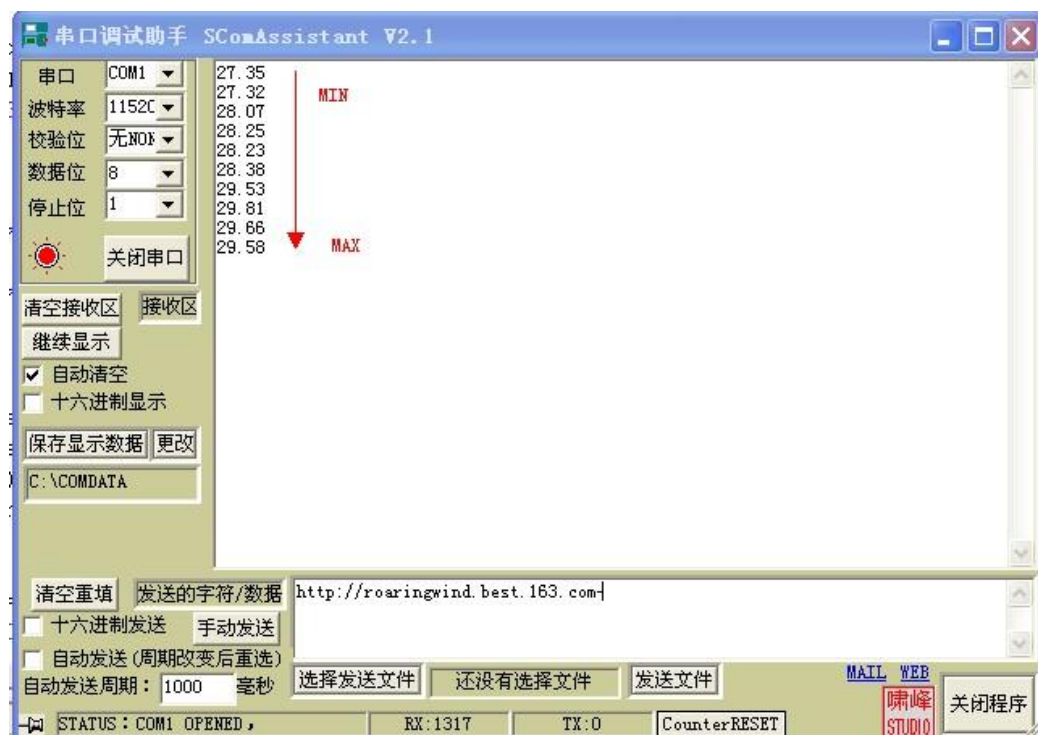 串口调试助手 SComAssistant V2.1
串口 COM1
波特率 11520
校验位 无NON
数据位 8
停止位 1
关闭串口
27.35
27.32
28.07
28.25
28.23
28.38
29.53
29.81
29.66
29.58
MIN
MAX
清空接收区 接收区
继续显示
自动清空
十六进制显示
保存显示数据 更改
C:\COMDATA
清空重填 发送的字符/数据
http://roaringwind.best.163.com
十六进制发送 手动发送
自动发送(周期改变后重选)
自动发送周期: 1000 毫秒
选择发送文件 还没有选择文件 发送文件
MAIL WEB
啸峰
STUDIO
关闭程序
STATUS:COM1 OPENED, RX:1317 TX:0 CounterRESET